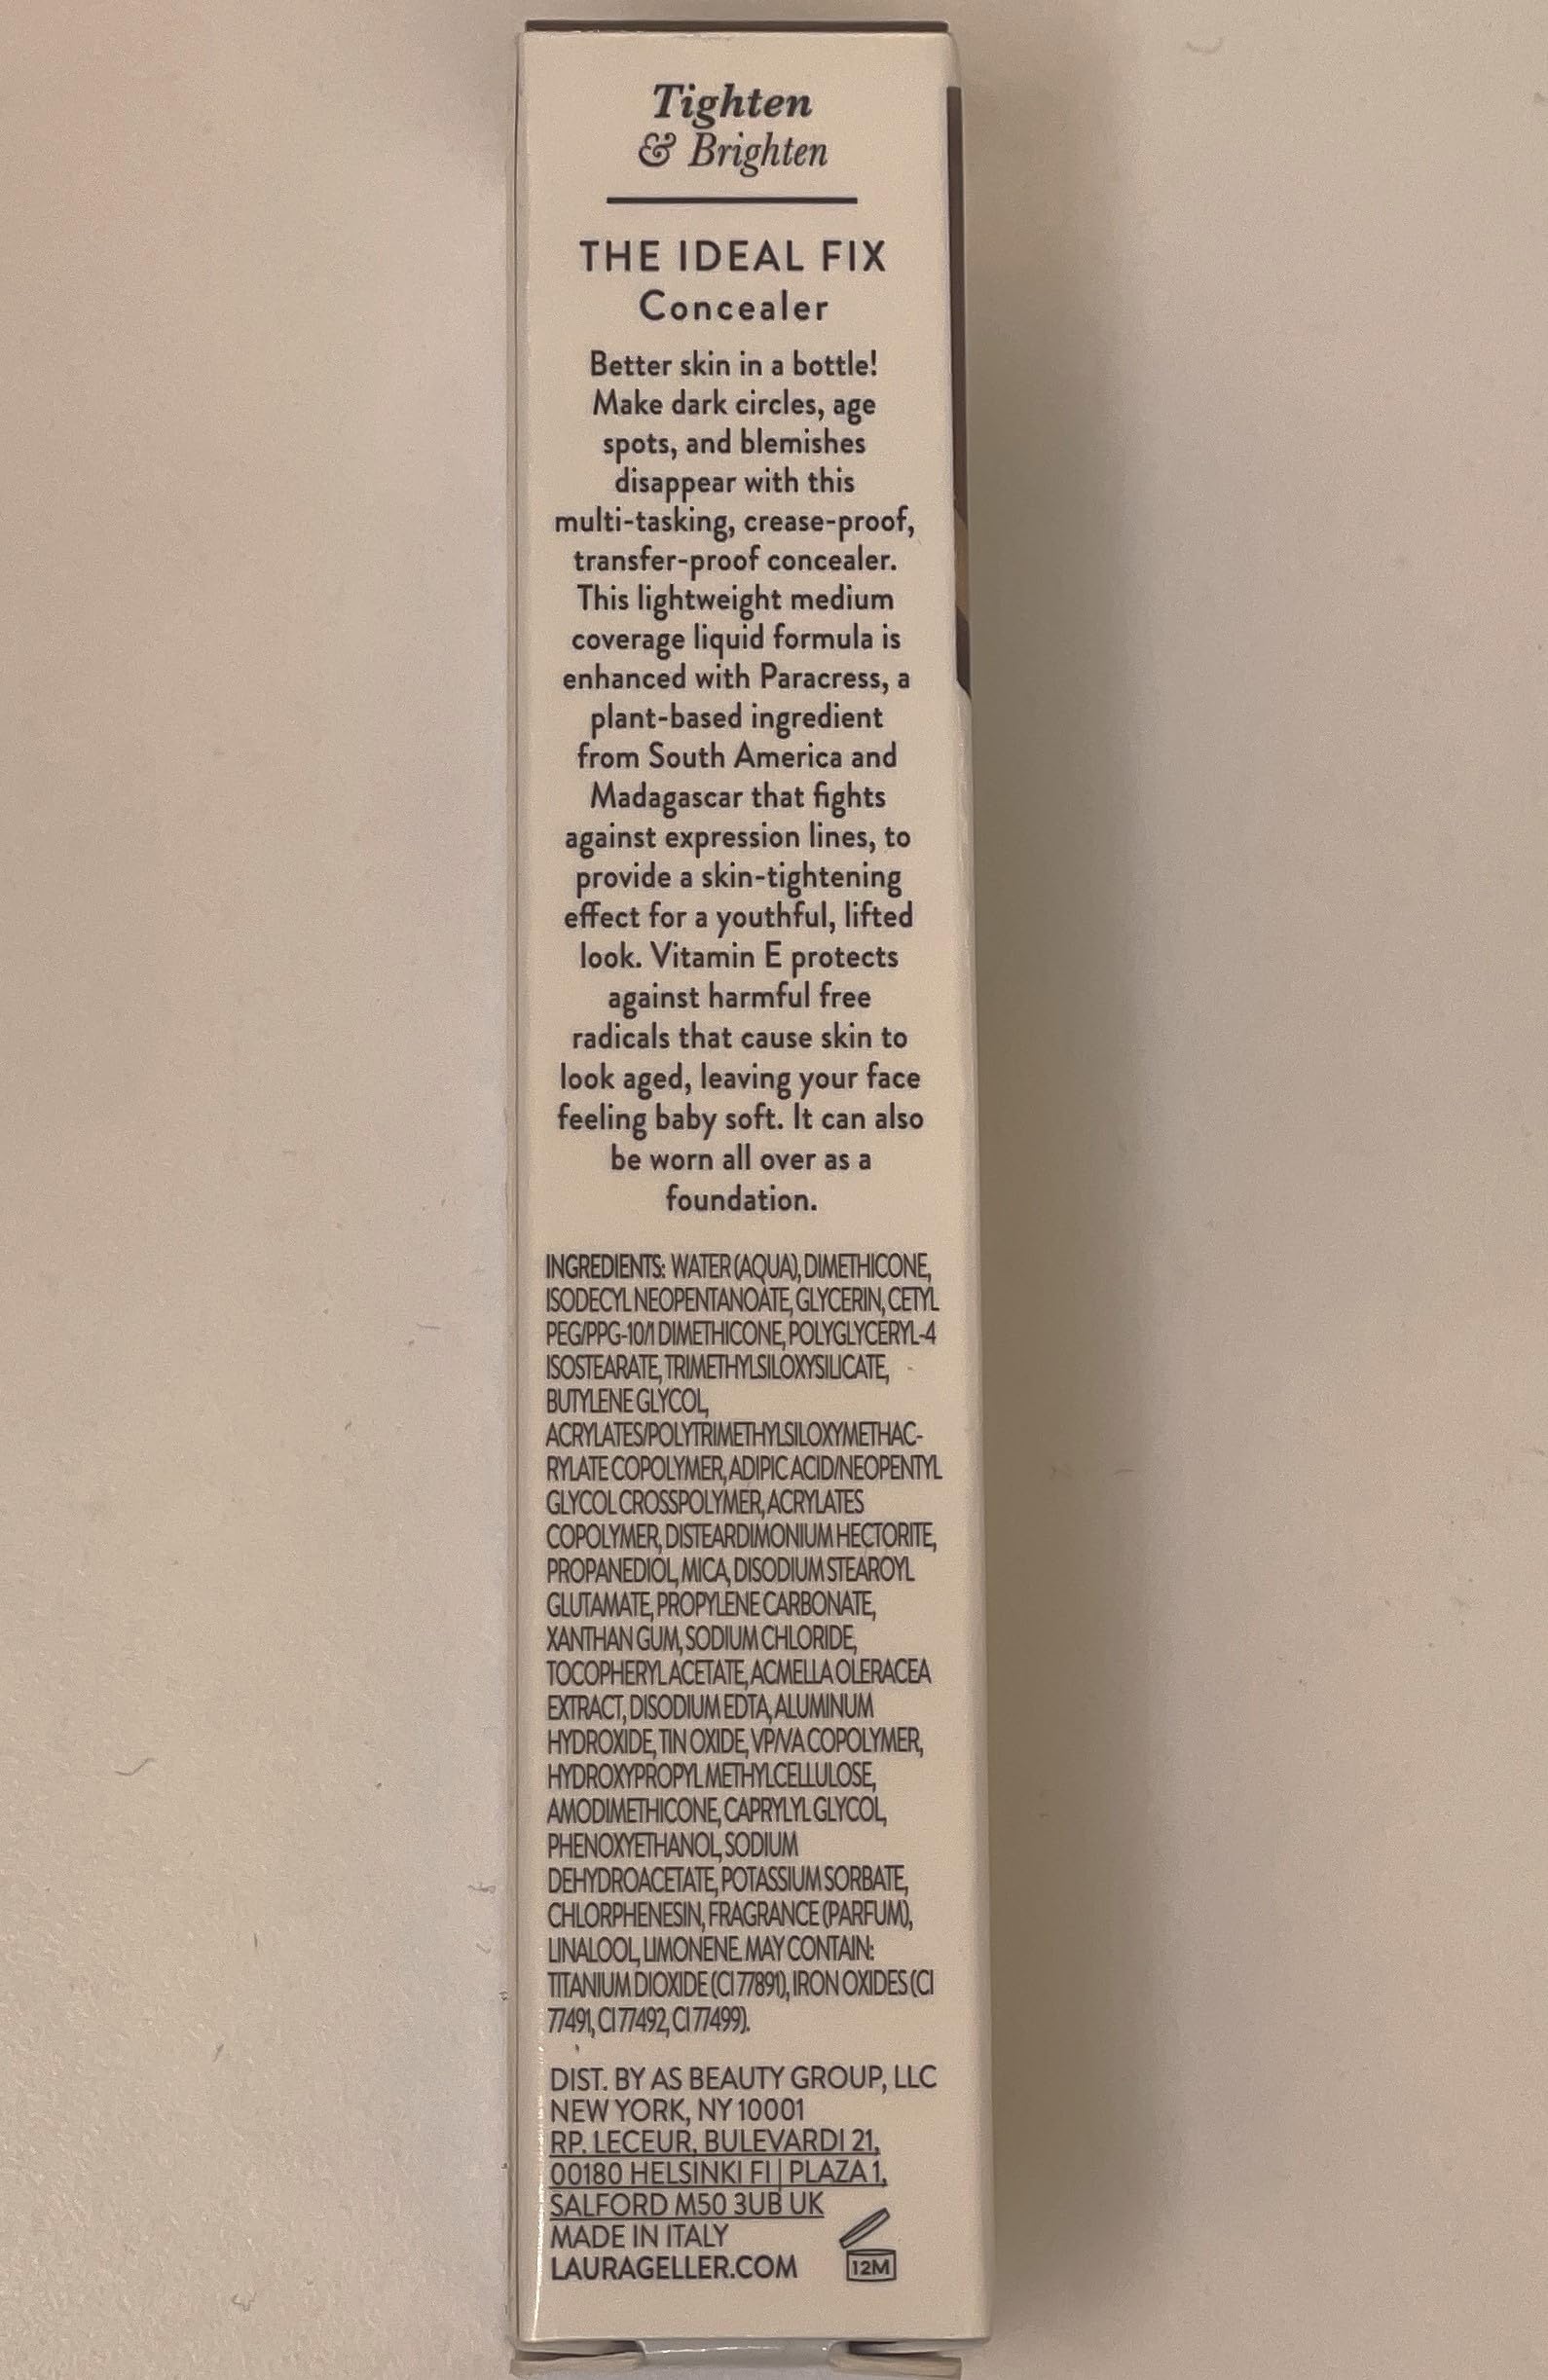 Tighten
& Brighten
THE IDEAL FIX
Concealer
Better skin in a bottle!
Make dark circles, age
spots, and blemishes
disappear with this
multi-tasking, crease-proof,
transfer-proof concealer.
This lightweight medium
coverage liquid formula is
enhanced with Paracress, a
plant-based ingredient
from South America and
Madagascar that fights
against expression lines, to
provide a skin-tightening
effect for a youthful, lifted
look. Vitamin E protects
against harmful free
radicals that cause skin to
look aged, leaving your face
feeling baby soft. It can also
be worn all over as a
foundation.
INGREDIENTS: WATER (AQUA), DIMETHICONE,
ISODECYL NEOPENTANOATE, GLYCERIN, CETYL
PEG/PPG-10/1 DIMETHICONE, POLYGLYCERYL-4
ISOSTEARATE, TRIMETHYLSILOXYSILICATE,
BUTYLENE GLYCOL,
ACRYLATES/POLYTRIMETHYLSILOXYMETHAC-
RYLATE COPOLYMER, ADIPIC ACID/NEOPENTYL
GLYCOL CROSSPOLYMER, ACRYLATES
COPOLYMER, DISTEARDIMONIUM HECTORITE,
PROPANEDIOL, MICA, DISODIUM STEAROYL
GLUTAMATE, PROPYLENE CARBONATE,
XANTHAN GUM, SODIUM CHLORIDE,
TOCOPHERYL ACETATE, ACMELLA OLERACEA
EXTRACT, DISODIUM EDTA, ALUMINUM
HYDROXIDE, TIN OXIDE, VP/VA COPOLYMER,
HYDROXYPROPYL METHYLCELLULOSE,
AMODIMETHICONE, CAPRYLYL GLYCOL,
PHENOXYETHANOL, SODIUM
DEHYDROACETATE, POTASSIUM SORBATE,
CHLORPHENESIN, FRAGRANCE (PARFUM),
LINALOOL, LIMONENE. MAY CONTAIN:
TITANIUM DIOXIDE (CI 77891), IRON OXIDES (CI
77491, CI 77492, CI 77499).
DIST. BY AS BEAUTY GROUP, LLC
NEW YORK, NY 10001
RP. LECEUR, BULEVARDI 21,
00180 HELSINKI FI | PLAZA 1,
SALFORD M50 3UB UK
MADE IN ITALY
LAURAGELLER.COM
12M